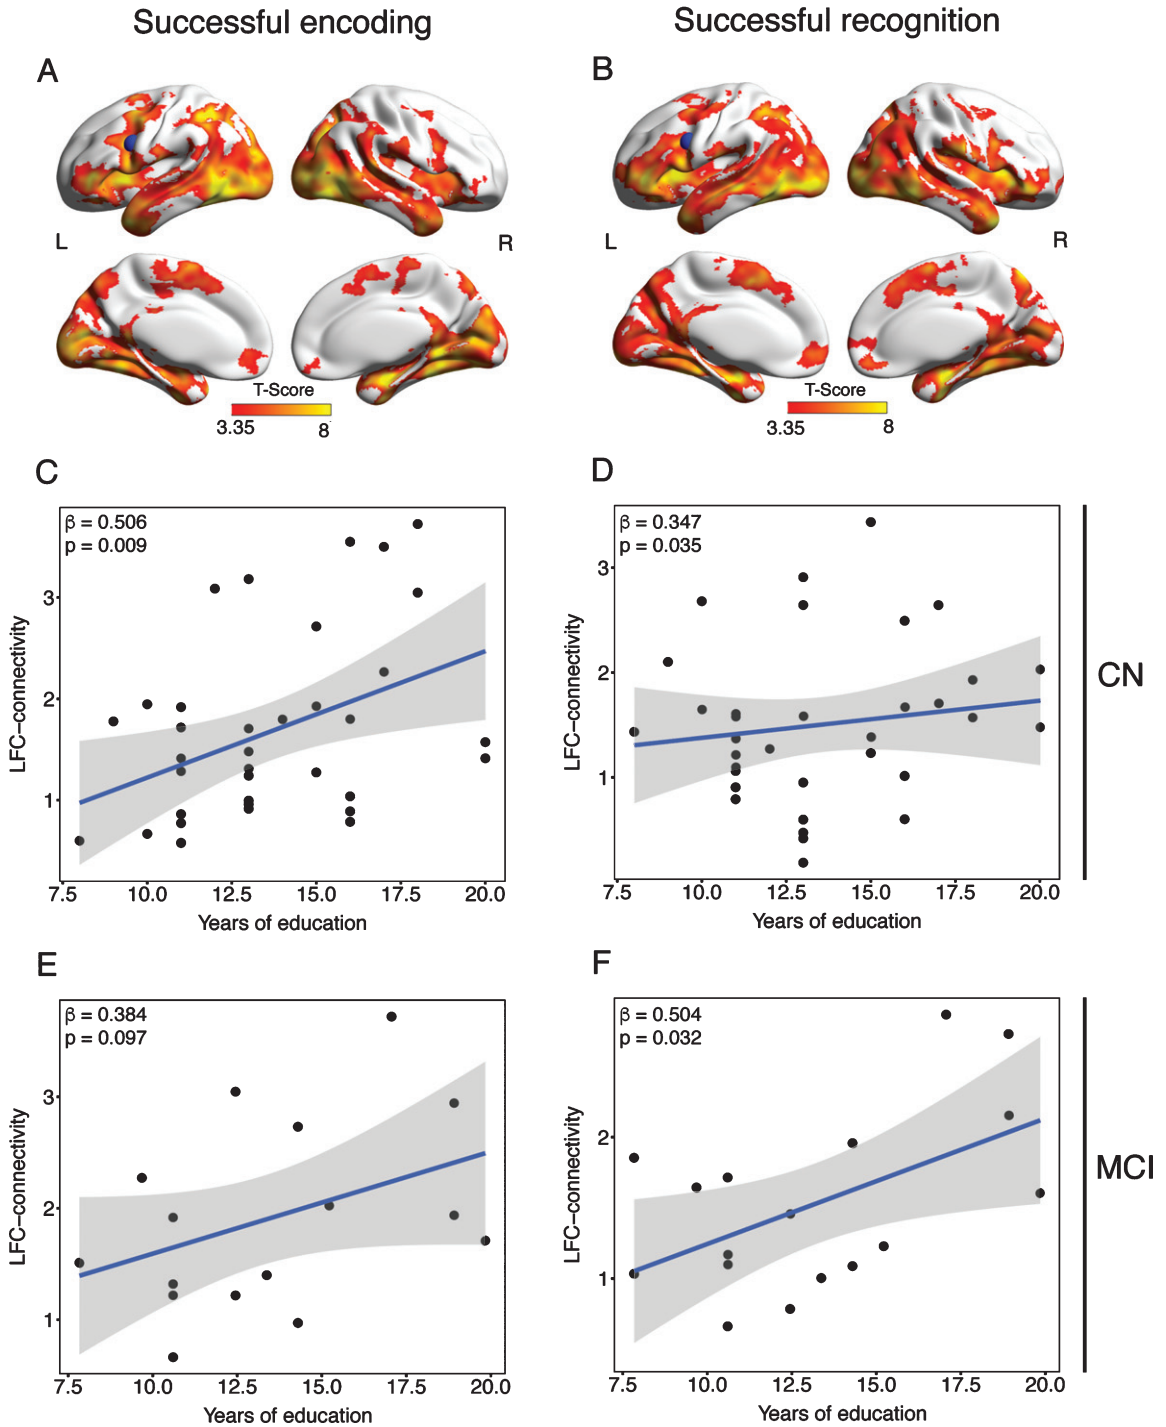 Successful encoding
Successful recognition
A
B
L
R
L
R
T-Score
3.35
8
T-Score
3.35
8
C
β = 0.506
p = 0.009
LFC-connectivity
3
2
1
7.5
10.0
12.5
15.0
17.5
20.0
Years of education
D
β = 0.347
p = 0.035
LFC-connectivity
3
2
1
7.5
10.0
12.5
15.0
17.5
20.0
Years of education
CN
E
β = 0.384
p = 0.097
LFC-connectivity
3
2
1
7.5
10.0
12.5
15.0
17.5
20.0
Years of education
F
β = 0.504
p = 0.032
LFC-connectivity
2
1
7.5
10.0
12.5
15.0
17.5
20.0
Years of education
MCI